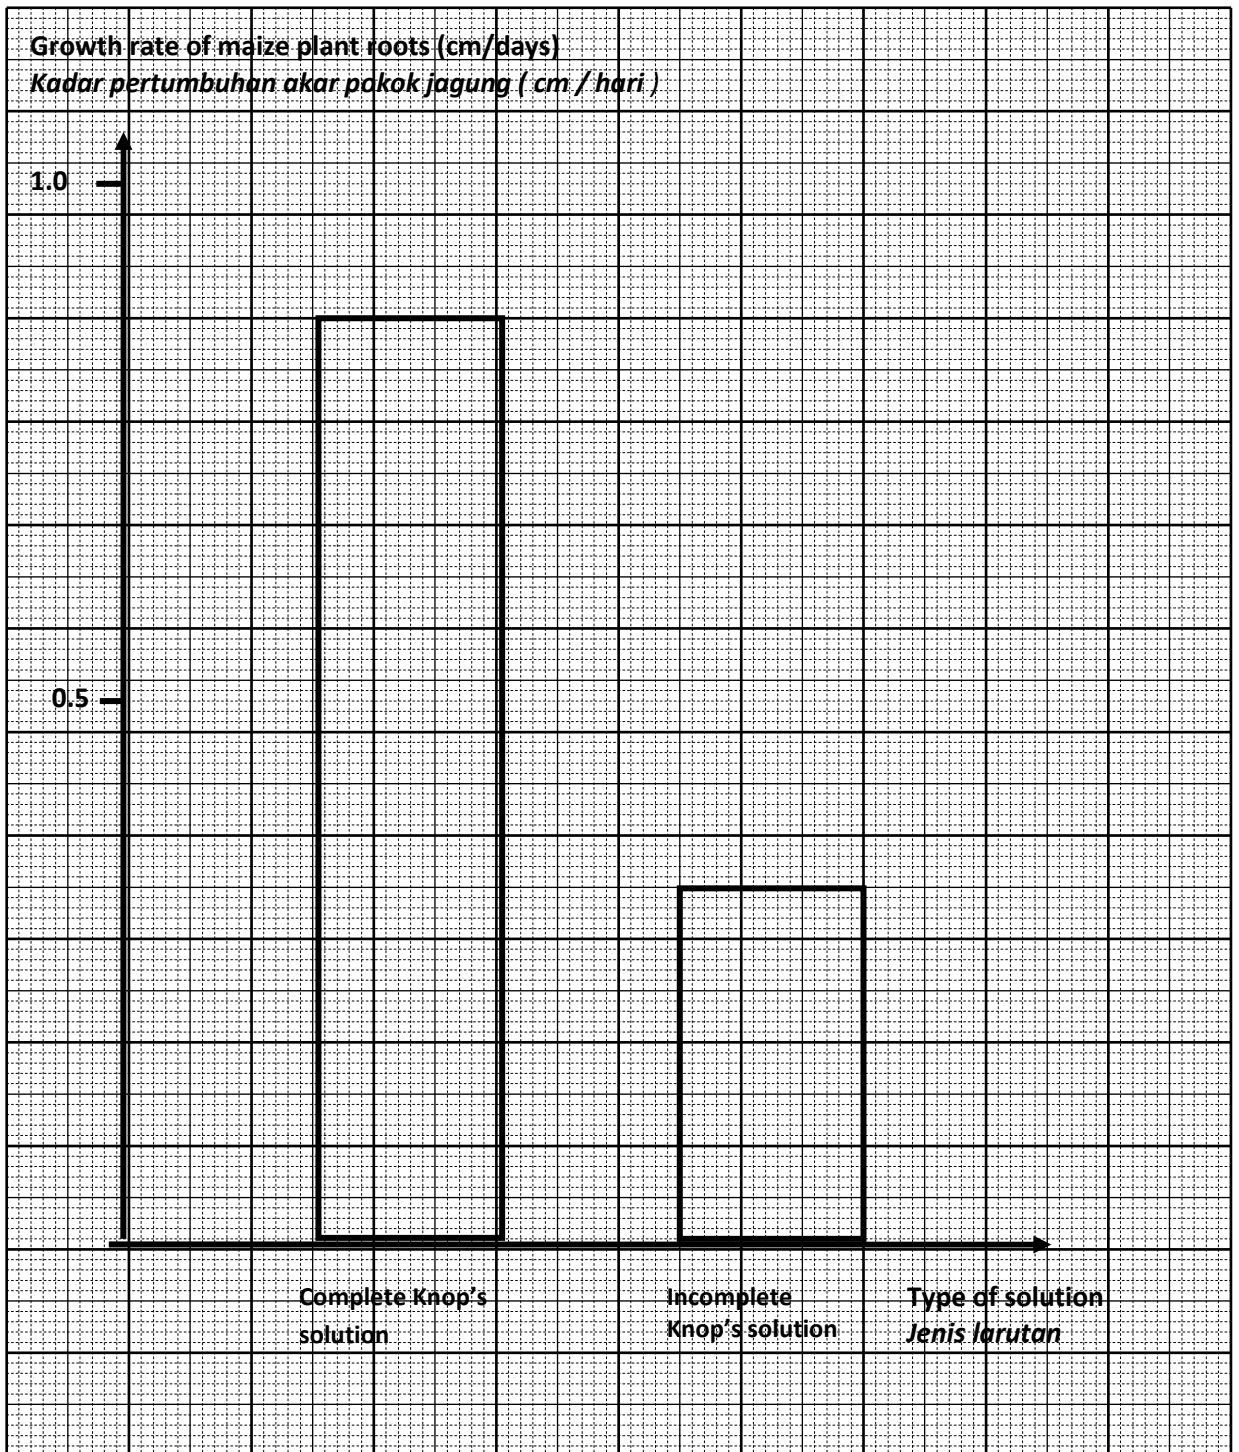 Growth rate of maize plant roots (cm/days)
Kadar pertumbuhan akar pokok jagung ( cm / hari )
1.0
0.5
Complete Knop's
solution
Incomplete
Knop's solution
Type of solution
Jenis larutan